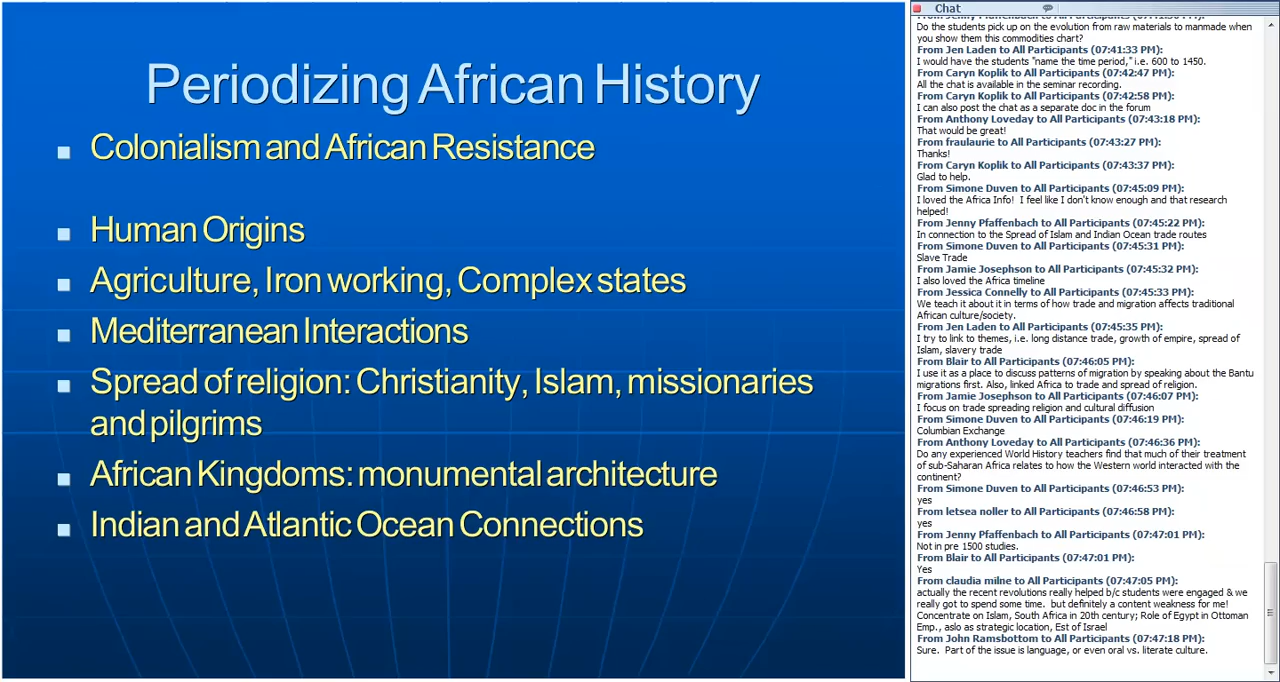 Periodizing African History
Colonialism and African Resistance
Human Origins
Agriculture, Iron working, Complex states
Mediterranean Interactions
Spread of religion: Christianity, Islam, missionaries
and pilgrims
African Kingdoms: monumental architecture
Indian and Atlantic Ocean Connections
Chat
From Jenny Pfaffenbach to All Participants
Do the students pick up on the evolution from raw materials to manmade when
you show them this commodities chart?
From Jen Laden to All Participants (07:41:33 PM):
I would have the students "name the time period," i.e. 600 to 1450.
From Caryn Koplik to All Participants (07:42:47 PM):
All the chat is available in the seminar recording.
From Caryn Koplik to All Participants (07:42:58 PM):
I can also post the chat as a separate doc in the forum
From Anthony Loveday to All Participants (07:43:18 PM):
That would be great!
From fraulaurie to All Participants (07:43:27 PM):
Thanks!
From Caryn Koplik to All Participants (07:43:37 PM):
Glad to help.
From Simone Duven to All Participants (07:45:09 PM):
I loved the Africa Info! I feel like I don't know enough and that research
helped!
From Jenny Pfaffenbach to All Participants (07:45:22 PM):
In connection to the Spread of Islam and Indian Ocean trade routes
From Simone Duven to All Participants (07:45:31 PM):
Slave Trade
From Jamie Josephson to All Participants (07:45:32 PM):
I also loved the Africa timeline
From Jessica Connelly to All Participants (07:45:33 PM):
We teach it about it in terms of how trade and migration affects traditional
African culture/society.
From Jen Laden to All Participants (07:45:35 PM):
I try to link to themes, i.e. long distance trade, growth of empire, spread of
Islam, slavery trade
From Blair to All Participants (07:46:05 PM):
I use it as a place to discuss patterns of migration by speaking about the Bantu
migrations first. Also, linked Africa to trade and spread of religion.
From Jamie Josephson to All Participants (07:46:07 PM):
I focus on trade spreading religion and cultural diffusion
From Simone Duven to All Participants (07:46:19 PM):
Columbian Exchange
From Anthony Loveday to All Participants (07:46:36 PM):
Do any experienced World History teachers find that much of their treatment
of sub-Saharan Africa relates to how the Western world interacted with the
continent?
From Simone Duven to All Participants (07:46:53 PM):
yes
From letsea noller to All Participants (07:46:58 PM):
yes
From Jenny Pfaffenbach to All Participants (07:47:01 PM):
Not in pre 1500 studies.
From Blair to All Participants (07:47:01 PM):
Yes
From claudia milne to All Participants (07:47:05 PM):
actually the recent revolutions really helped b/c students were engaged & we
really got to spend some time. but definitely a content weakness for me!
Concentrate on Islam, South Africa in 20th century; Role of Egypt in Ottoman
Emp., aslo as strategic location, Est of Israel
From John Ramsbottom to All Participants (07:47:18 PM):
Sure. Part of the issue is language, or even oral vs. literate culture.